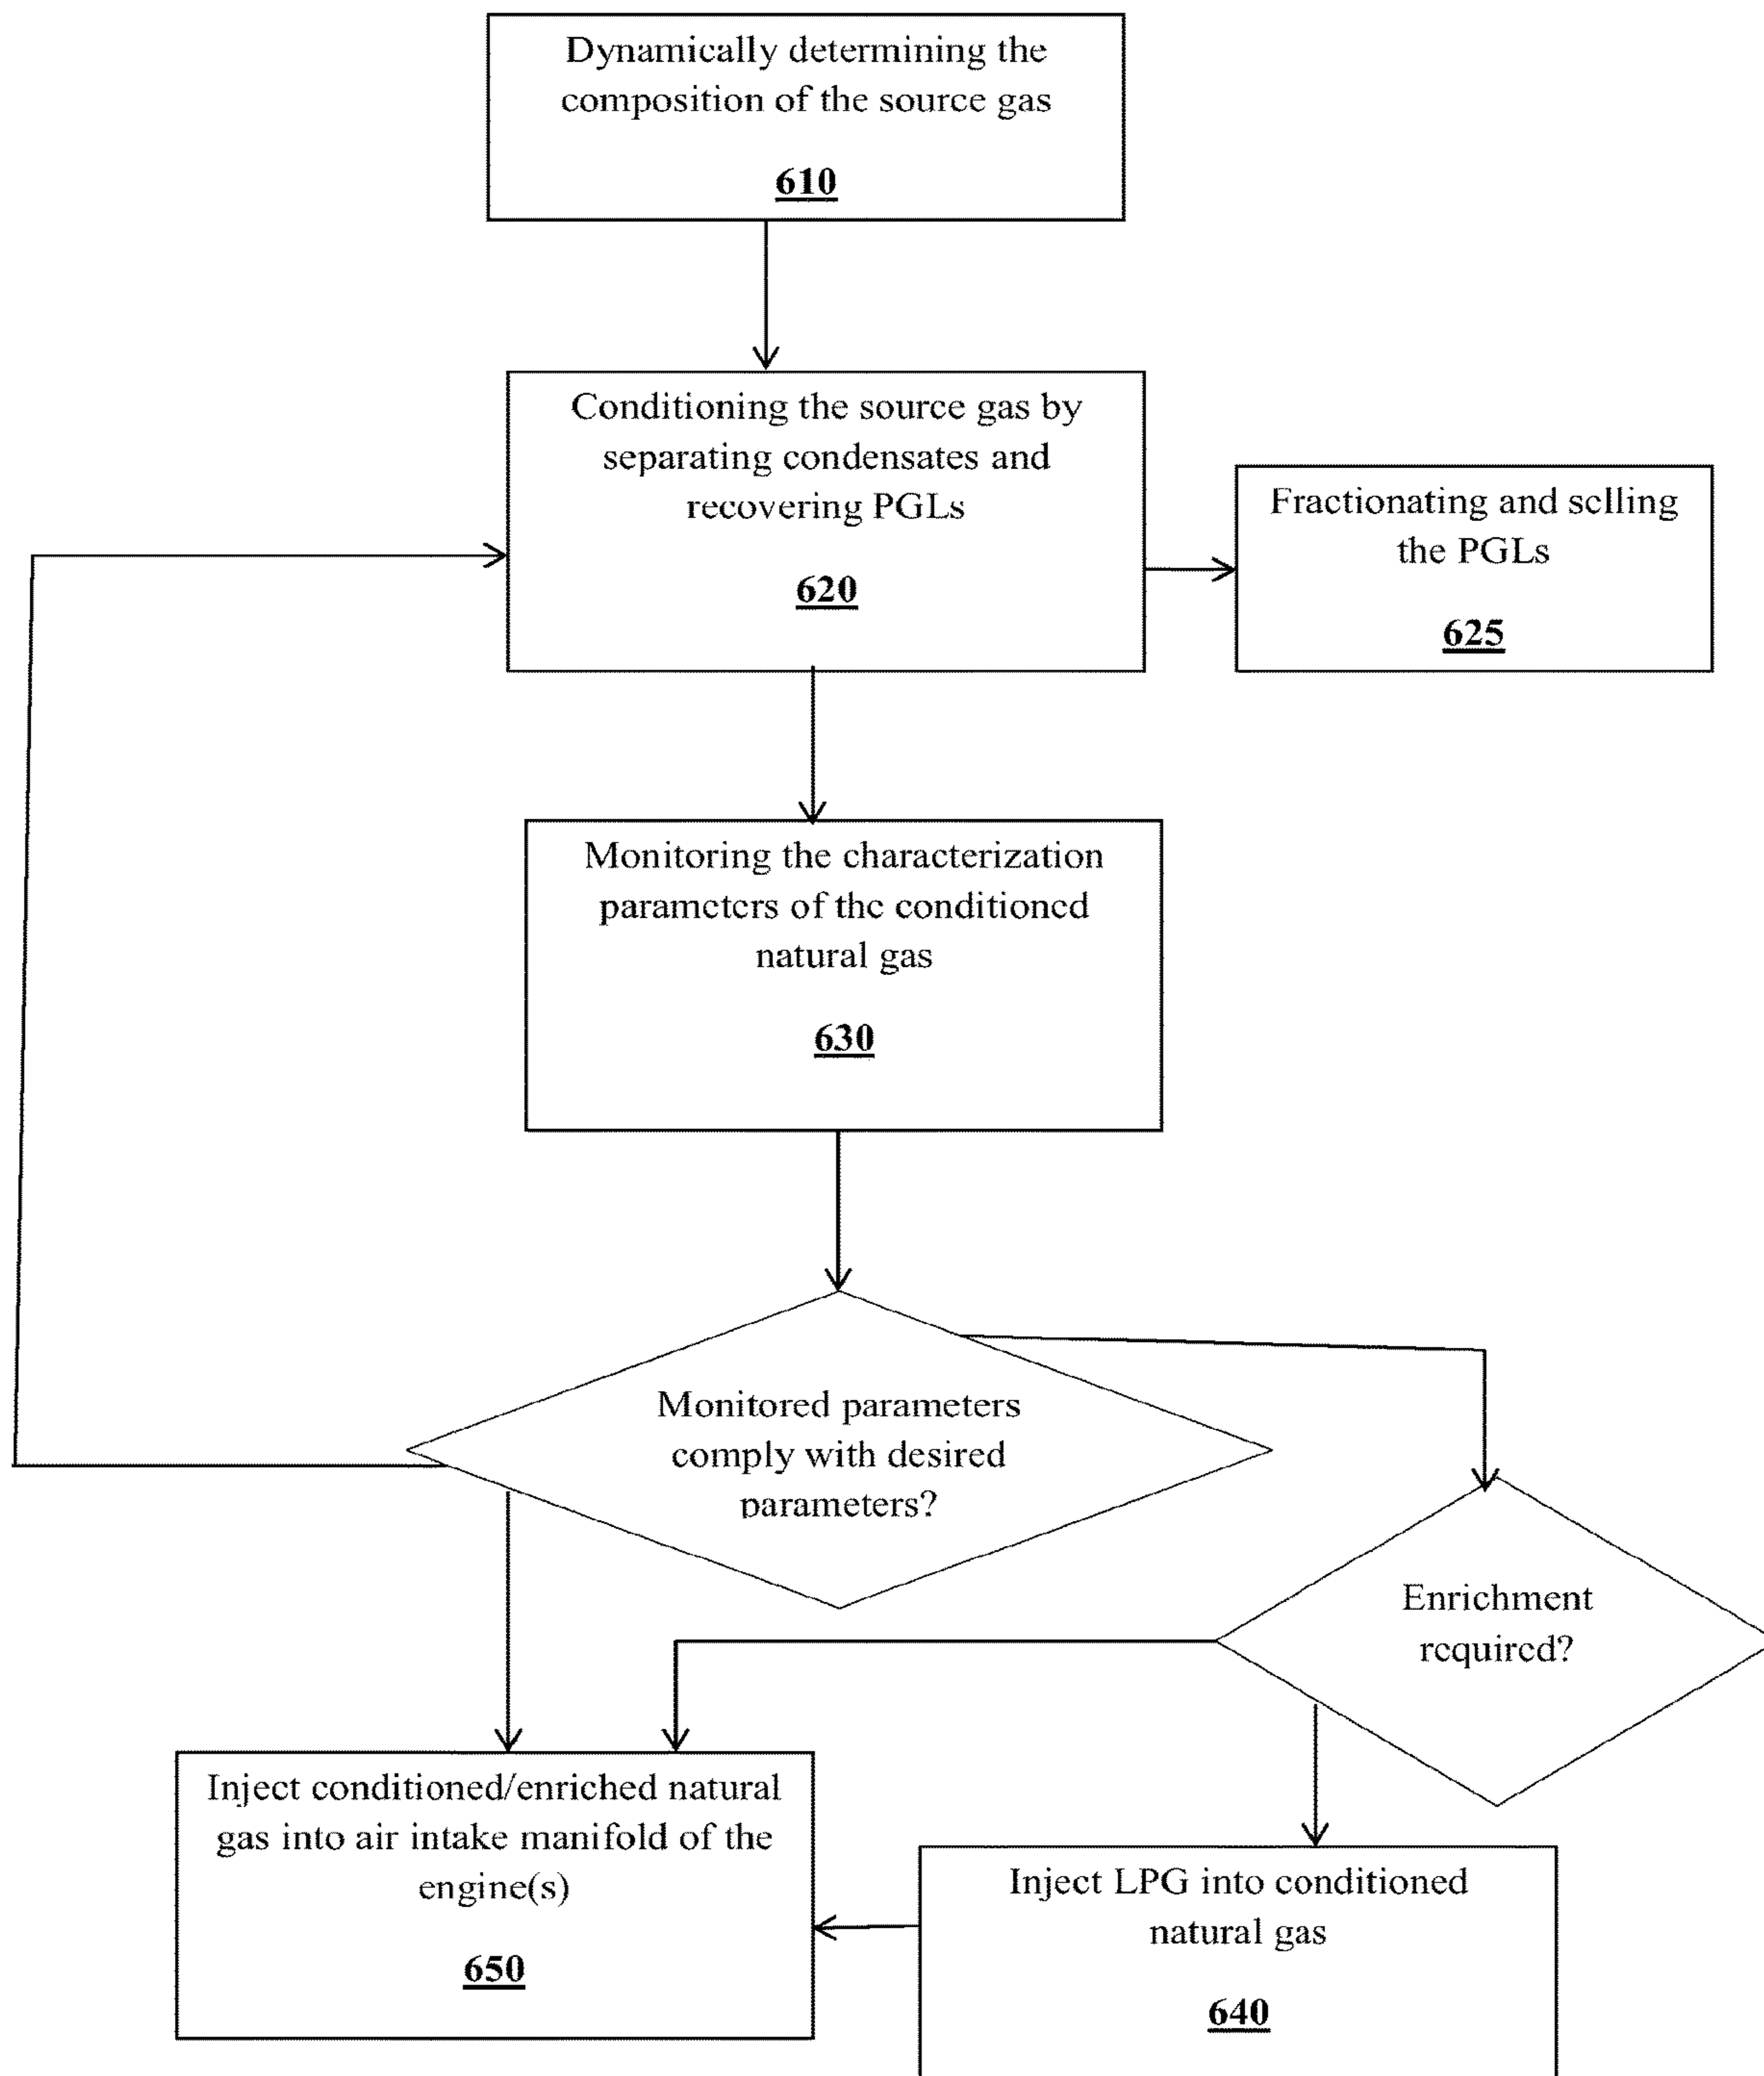 Dynamically determining the
composition of the source gas
610
Conditioning the source gas by
separating condensates and
recovering PGLs
620
Fractionating and selling
the PGLs
625
Monitoring the characterization
parameters of the conditioned
natural gas
630
Monitored parameters
comply with desired
parameters?
Enrichment
required?
Inject conditioned/enriched natural
gas into air intake manifold of the
engine(s)
650
Inject LPG into conditioned
natural gas
640